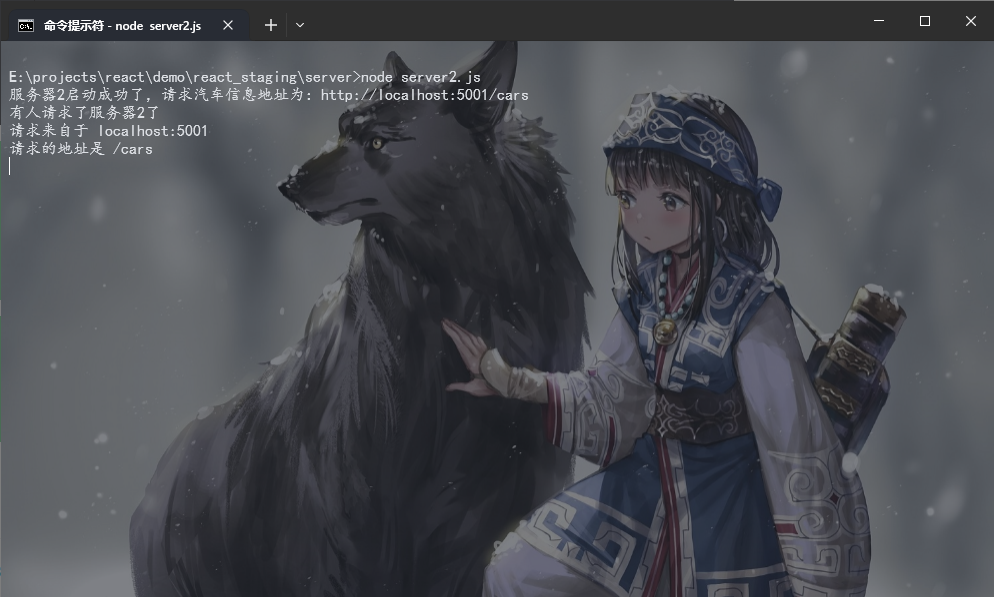 命令提示符 - node  server2.js
E:\projects\react\demo\react_staging\server>node server2.js
服务器2启动成功了，请求汽车信息地址为：http://localhost:5001/cars
有人请求了服务器2了
请求来自于 localhost:5001
请求的地址是 /cars